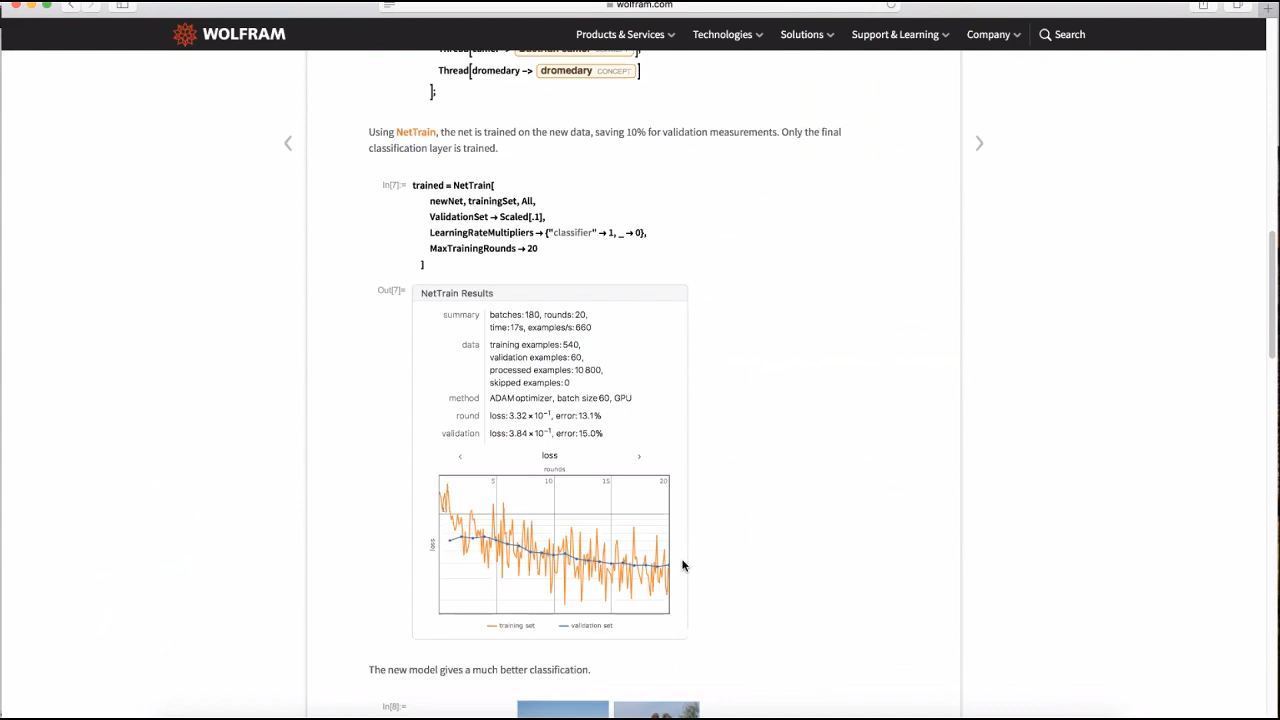 wolfram.com
WOLFRAM
Products & Services
Technologies
Solutions
Support & Learning
Company
Search
Thread[dromedary -> dromedary CONCEPT ]
];
Using NetTrain, the net is trained on the new data, saving 10% for validation measurements. Only the final
classification layer is trained.
In[7]:= trained = NetTrain[
newNet, trainingSet, All,
ValidationSet → Scaled[.1],
LearningRateMultipliers → {"classifier" → 1, _ → 0},
MaxTrainingRounds → 20
]
Out[7]=
NetTrain Results
summary batches: 180, rounds: 20,
time: 17s, examples/s: 660
data training examples: 540,
validation examples: 60,
processed examples: 10 800,
skipped examples: 0
method ADAM optimizer, batch size 60, GPU
round loss: 3.32 × 10⁻¹, error: 13.1%
validation loss: 3.84 × 10⁻¹, error: 15.0%
‹ loss ›
rounds
5 10 15 20
loss
training set validation set
The new model gives a much better classification.
In[8]:=